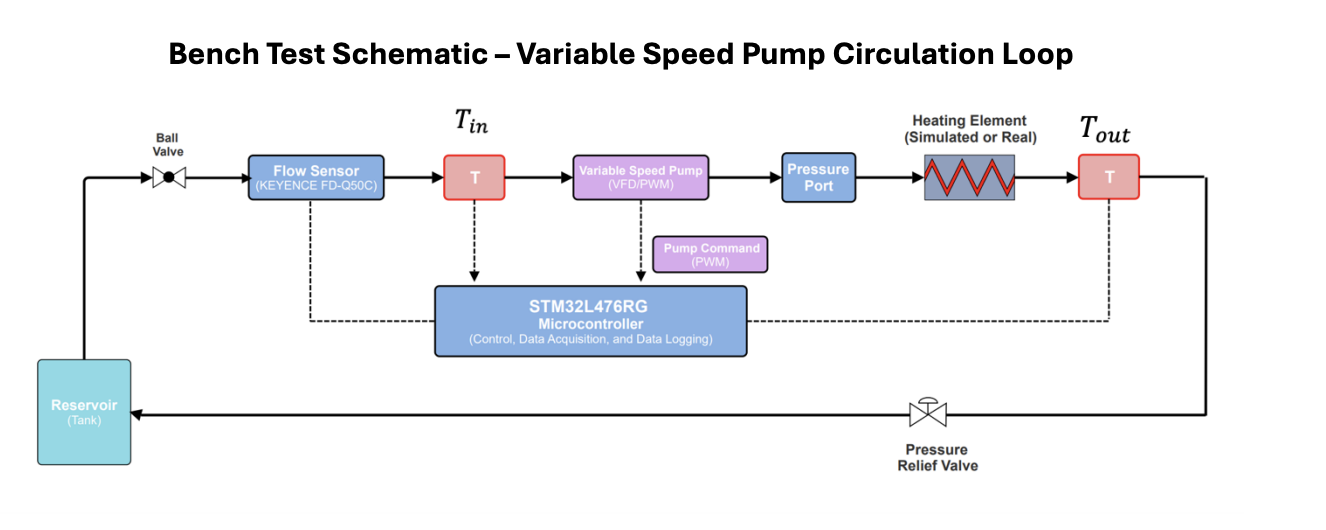 Bench Test Schematic – Variable Speed Pump Circulation Loop
Ball
Valve
Flow Sensor
(KEYENCE FD-Q50C)
T_in
T
Variable Speed Pump
(VFD/PWM)
Pressure
Port
Heating Element
(Simulated or Real)
T_out
T
Pump Command
(PWM)
STM32L476RG
Microcontroller
(Control, Data Acquisition, and Data Logging)
Reservoir
(Tank)
Pressure
Relief Valve